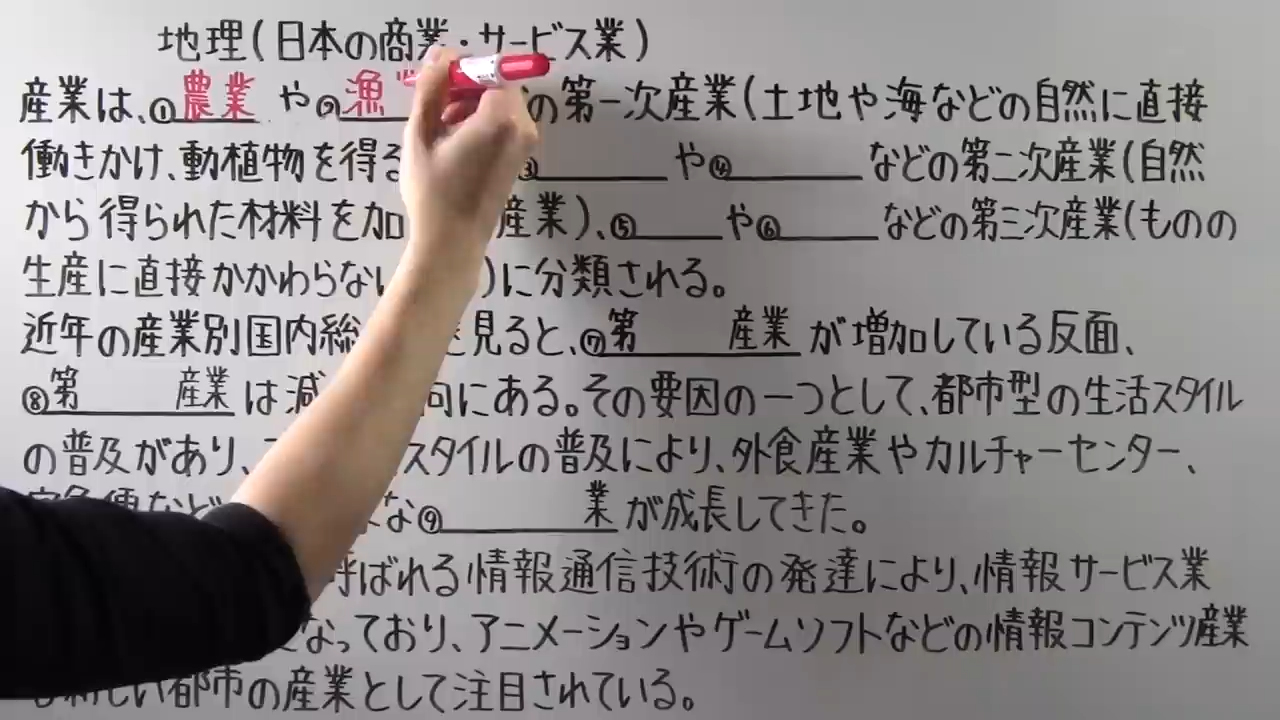 地理(日本の商業・サービス業)
産業は、①農業 や②漁 の第一次産業(土地や海などの自然に直接
働きかけ、動植物を得る ③ や④ などの第二次産業(自然
から得られた材料を加 産業)、⑤ や⑥ などの第三次産業(ものの
生産に直接かかわらない )に分類される。
近年の産業別国内総 見ると、⑦第 産業 が増加している反面、
⑧第 産業 は減 向にある。その要因の一つとして、都市型の生活スタイル
の普及があり、 スタイルの普及により、外食産業やカルチャーセンター、
な⑨ 業 が成長してきた。
呼ばれる情報通信技術の発達により、情報サービス業
なっており、アニメーションやゲームソフトなどの情報コンテンツ産業
新しい都市の産業として注目されている。